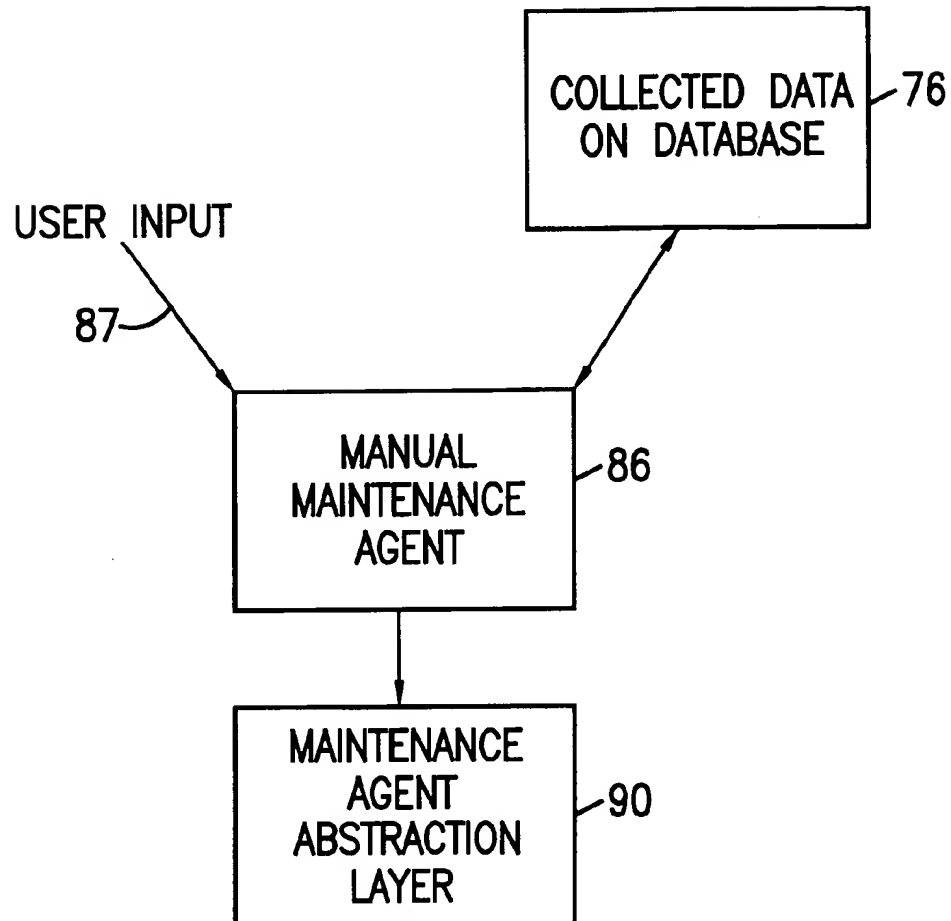 COLLECTED DATA
ON DATABASE
76
USER INPUT
87
MANUAL
MAINTENANCE
AGENT
86
MAINTENANCE
AGENT
ABSTRACTION
LAYER
90